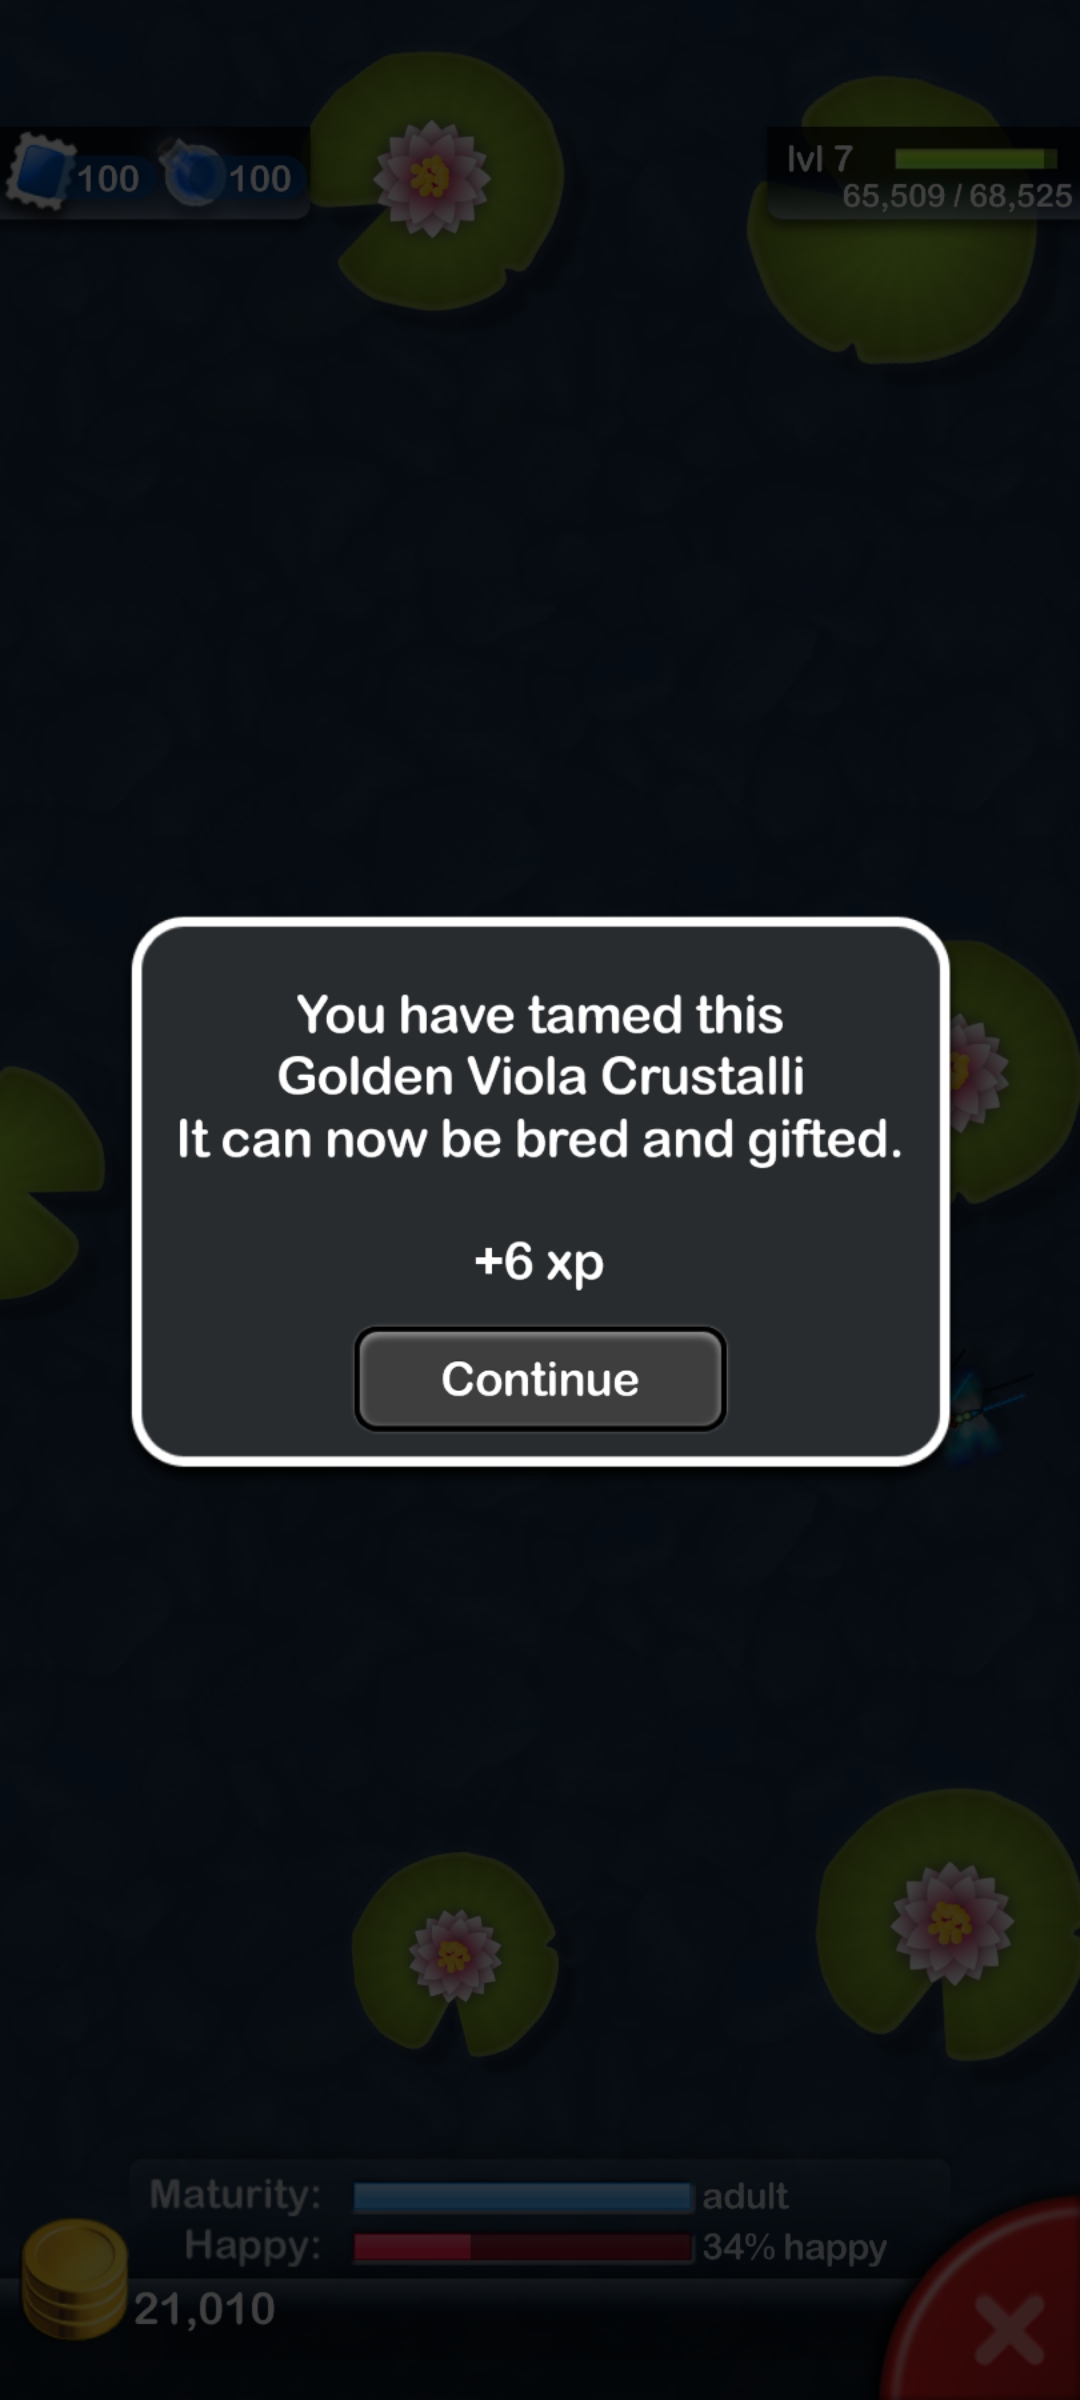 100 100
lvl 7
65,509 / 68,525
You have tamed this
Golden Viola Crustalli
It can now be bred and gifted.
+6 xp
Continue
Maturity: adult
Happy: 34% happy
21,010